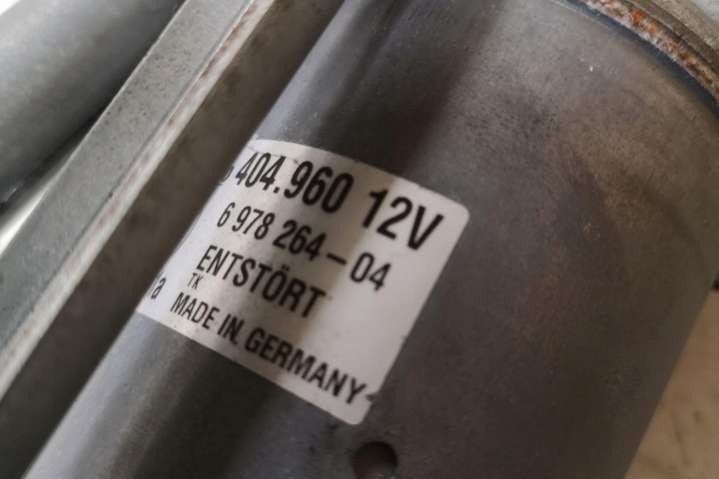 404.960 12V
6 978 264-04
ENTSTÖRT
TK
MADE IN GERMANY